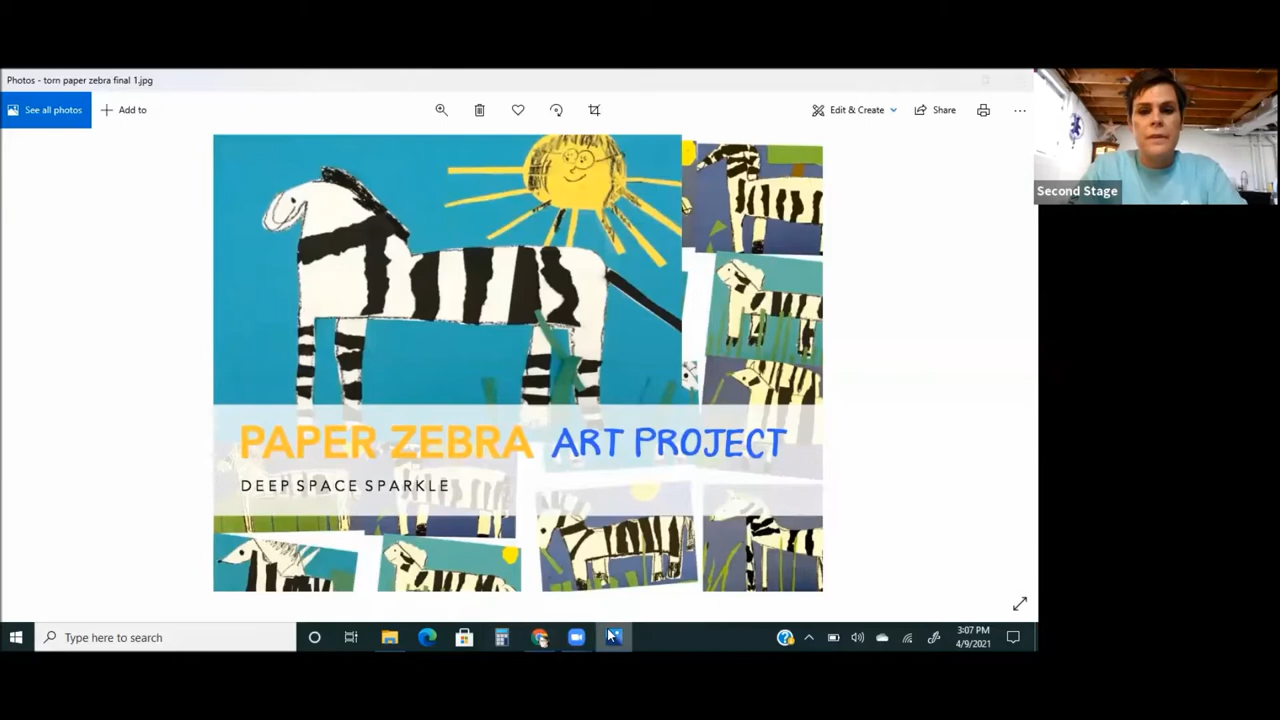 Photos - torn paper zebra final 1.jpg
See all photos
Add to
Edit & Create
Share
Second Stage
PAPER ZEBRA ART PROJECT
DEEP SPACE SPARKLE
Type here to search
3:07 PM
4/9/2021